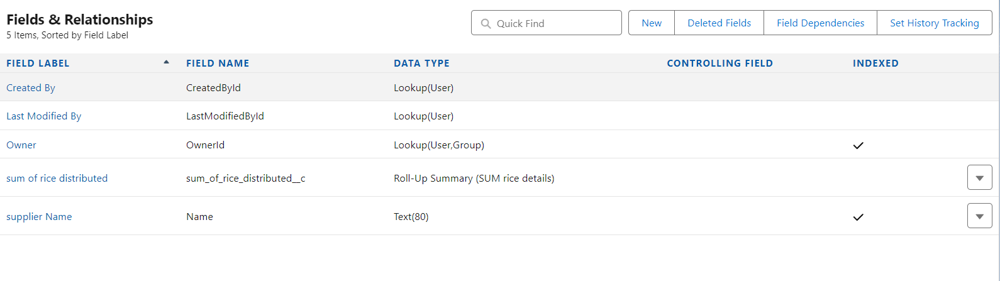 Fields & Relationships
5 Items, Sorted by Field Label
Quick Find
New Deleted Fields Field Dependencies Set History Tracking
FIELD LABEL FIELD NAME DATA TYPE CONTROLLING FIELD INDEXED
Created By CreatedById Lookup(User)
Last Modified By LastModifiedById Lookup(User)
Owner OwnerId Lookup(User,Group)
sum of rice distributed sum_of_rice_distributed__c Roll-Up Summary (SUM rice details)
supplier Name Name Text(80)